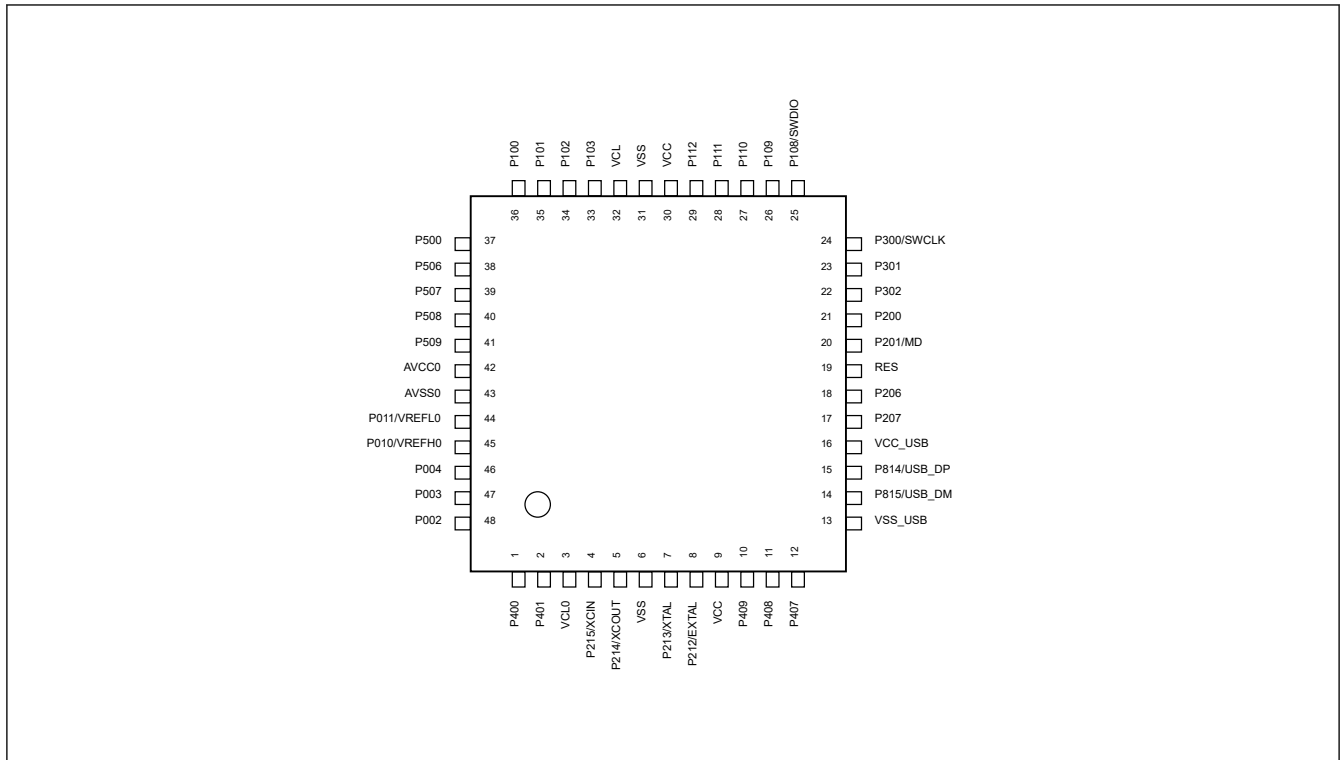 P100 P101 P102 P103 VCL VSS VCC P112 P111 P110 P109 P108/SWDIO
36 35 34 33 32 31 30 29 28 27 26 25
P500 37 24 P300/SWCLK
P506 38 23 P301
P507 39 22 P302
P508 40 21 P200
P509 41 20 P201/MD
AVCC0 42 19 RES
AVSS0 43 18 P206
P011/VREFL0 44 17 P207
P010/VREFH0 45 16 VCC_USB
P004 46 15 P814/USB_DP
P003 47 14 P815/USB_DM
P002 48 13 VSS_USB
1 2 3 4 5 6 7 8 9 10 11 12
P400 P401 VCL0 P215/XCIN P214/XCOUT VSS P213/XTAL P212/EXTAL VCC P409 P408 P407